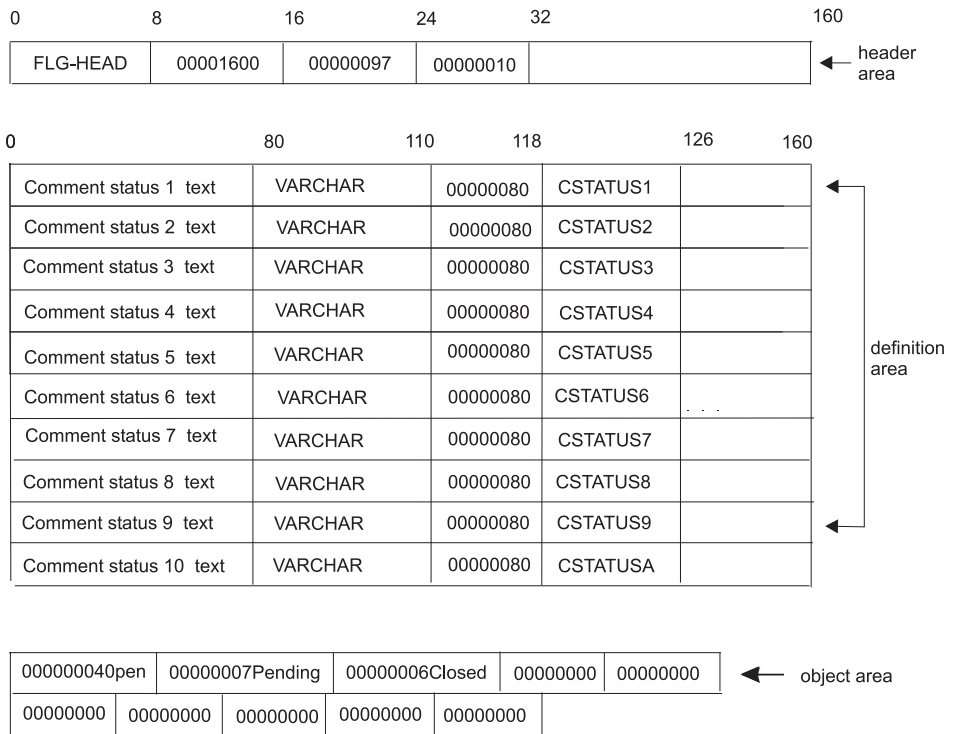 0 8 16 24 32 160
FLG-HEAD 00001600 00000097 00000010
header
area
0 80 110 118 126 160
Comment status 1 text VARCHAR 00000080 CSTATUS1
Comment status 2 text VARCHAR 00000080 CSTATUS2
Comment status 3 text VARCHAR 00000080 CSTATUS3
Comment status 4 text VARCHAR 00000080 CSTATUS4
Comment status 5 text VARCHAR 00000080 CSTATUS5
Comment status 6 text VARCHAR 00000080 CSTATUS6 . . .
Comment status 7 text VARCHAR 00000080 CSTATUS7
Comment status 8 text VARCHAR 00000080 CSTATUS8
Comment status 9 text VARCHAR 00000080 CSTATUS9
Comment status 10 text VARCHAR 00000080 CSTATUSA
definition
area
000000040pen 00000007Pending 00000006Closed 00000000 00000000
object area
00000000 00000000 00000000 00000000 00000000